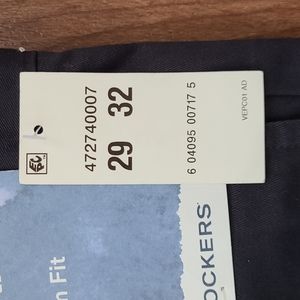 472740007
29 32
6 04095 00717 5
VEPC01 AD
OCKERS
Fit